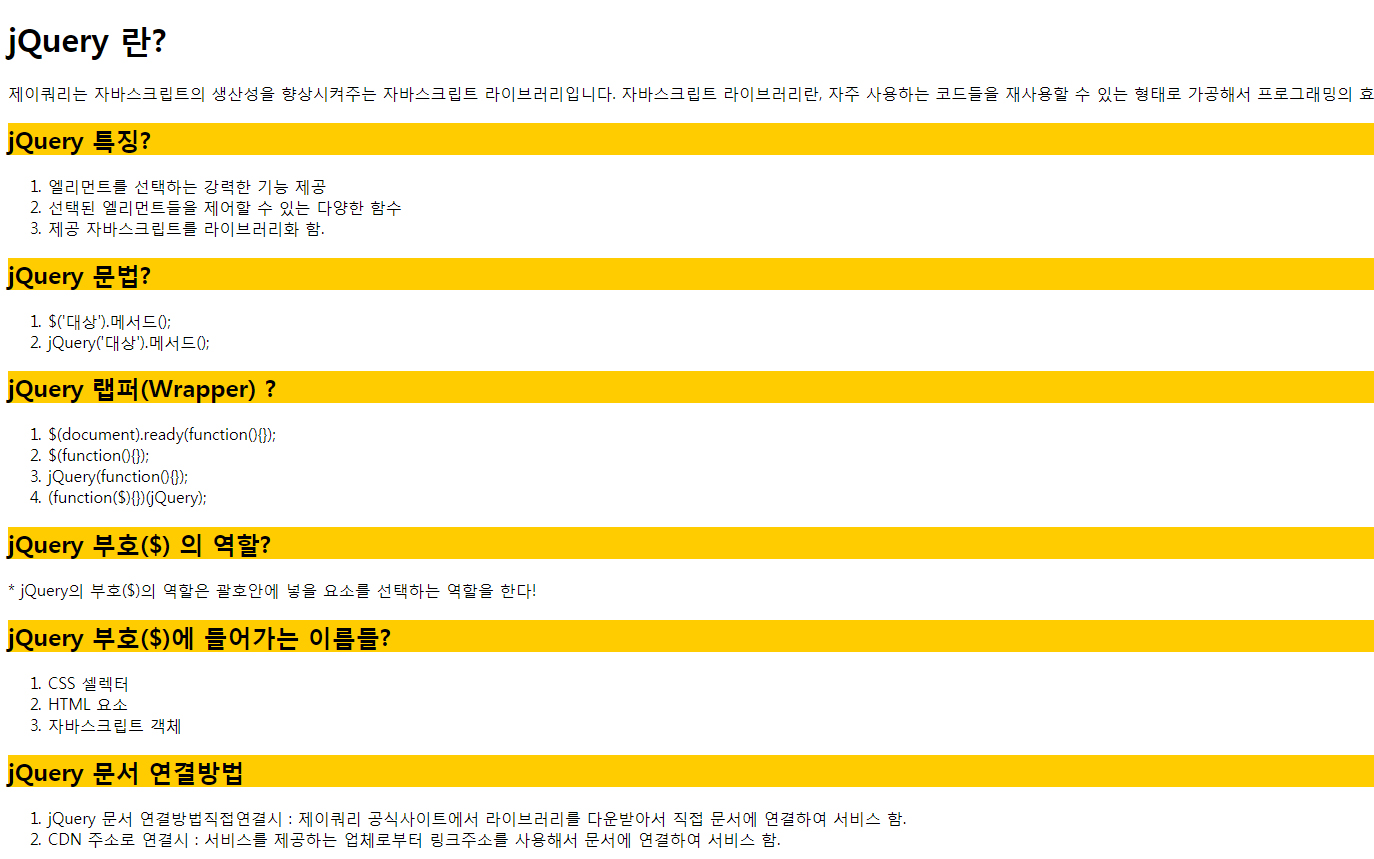 jQuery 란?
제이쿼리는 자바스크립트의 생산성을 향상시켜주는 자바스크립트 라이브러리입니다. 자바스크립트 라이브러리란, 자주 사용하는 코드들을 재사용할 수 있는 형태로 가공해서 프로그래밍의 효
jQuery 특징?
1. 엘리먼트를 선택하는 강력한 기능 제공
2. 선택된 엘리먼트들을 제어할 수 있는 다양한 함수
3. 제공 자바스크립트를 라이브러리화 함.
jQuery 문법?
1. $('대상').메서드();
2. jQuery('대상').메서드();
jQuery 랩퍼(Wrapper) ?
1. $(document).ready(function(){});
2. $(function(){});
3. jQuery(function(){});
4. (function($){})(jQuery);
jQuery 부호($) 의 역할?
* jQuery의 부호($)의 역할은 괄호안에 넣을 요소를 선택하는 역할을 한다!
jQuery 부호($)에 들어가는 이름들?
1. CSS 셀렉터
2. HTML 요소
3. 자바스크립트 객체
jQuery 문서 연결방법
1. jQuery 문서 연결방법직접연결시 : 제이쿼리 공식사이트에서 라이브러리를 다운받아서 직접 문서에 연결하여 서비스 함.
2. CDN 주소로 연결시 : 서비스를 제공하는 업체로부터 링크주소를 사용해서 문서에 연결하여 서비스 함.